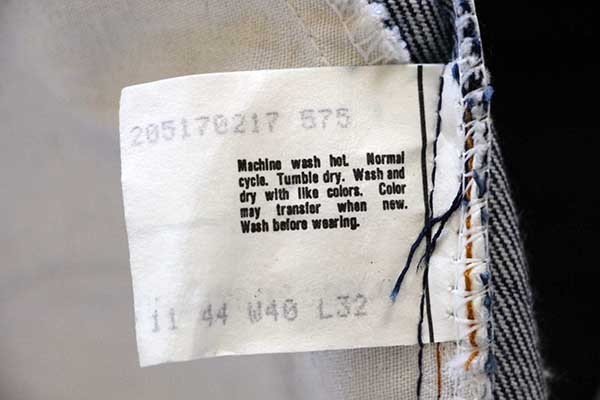 205170217 575
Machine wash hot. Normal
cycle. Tumble dry. Wash and
dry with like colors. Color
may transfer when new.
Wash before wearing.
11 44 W40 L32